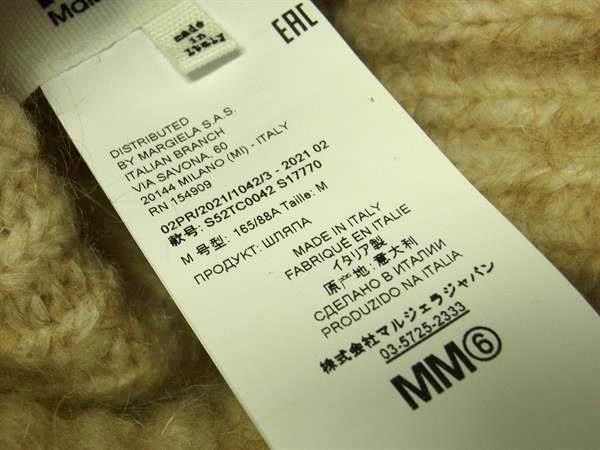 made
in
Italy
EAC
DISTRIBUTED
BY MARGIELA S.A.S.
ITALIAN BRANCH
VIA SAVONA, 60
20144 MILANO (MI) - ITALY
RN 154909
02PR/2021/1042/3 - 2021 02
款号: S52TC0042 S17770
M 号型: 165/88A Taille: M
ПРОДУКТ: ШЛЯПА
MADE IN ITALY
FABRIQUÉ EN ITALIE
イタリア製
原产地: 意大利
СДЕЛАНО В ИТАЛИИ
PRODUZIDO NA ITALIA
株式会社マルジェラジャパン
03-5725-2333
MM⑥